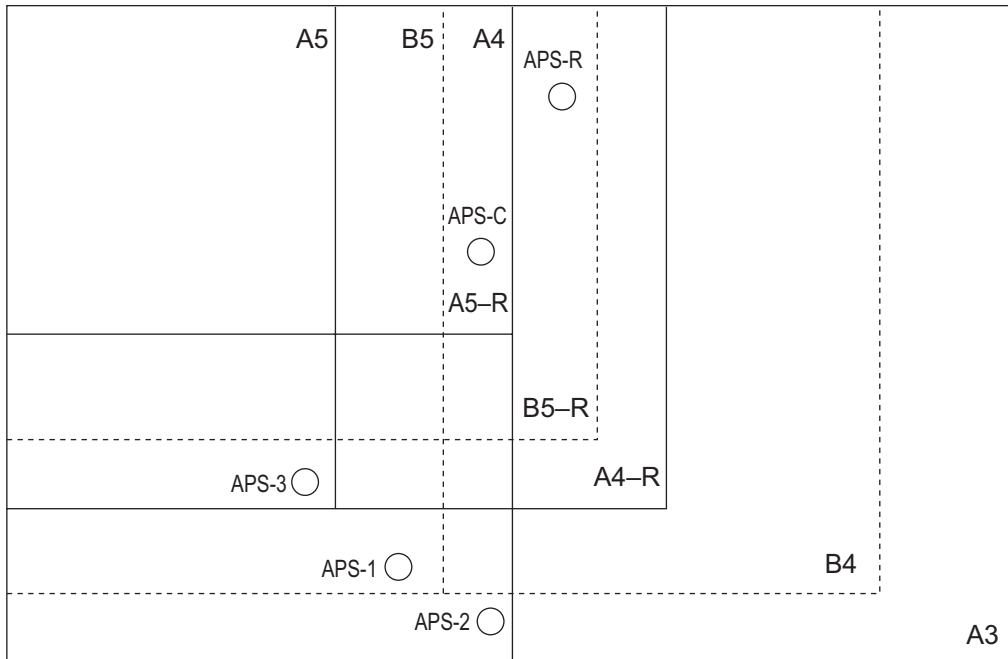 A5
B5
A4
APS-R
APS-C
A5–R
B5–R
APS-3
A4–R
APS-1
B4
APS-2
A3